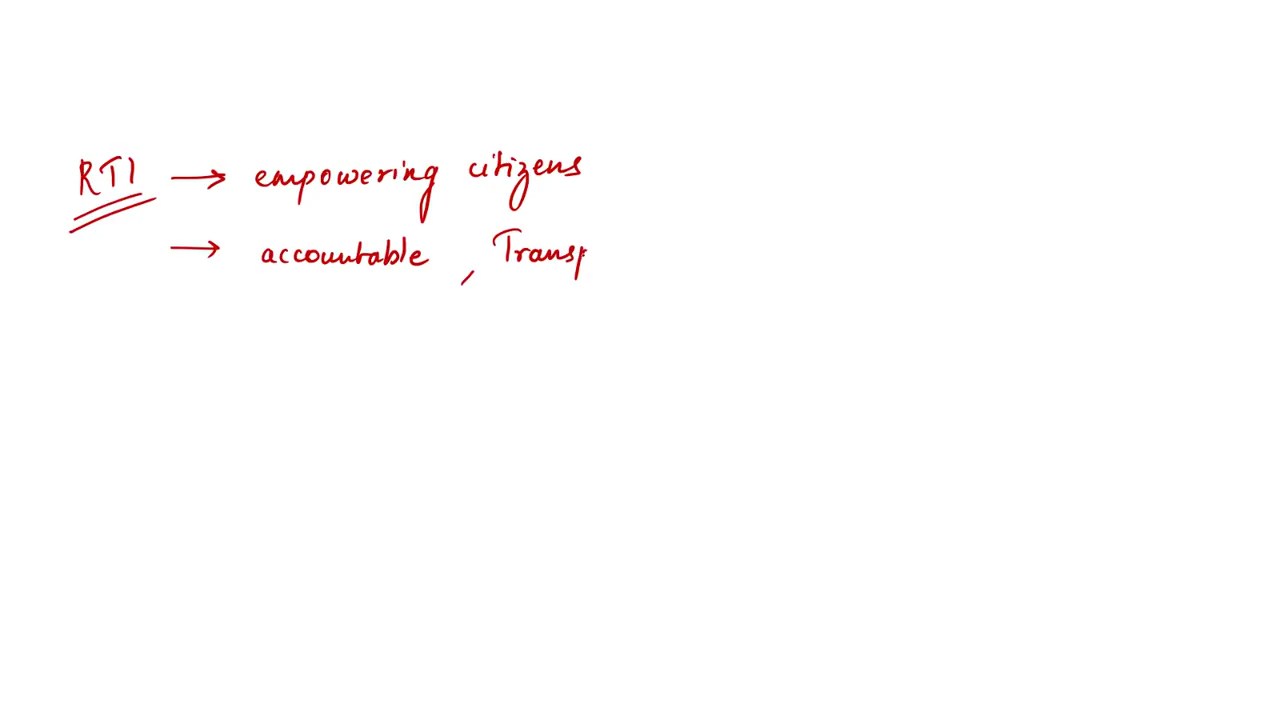 RTI → empowering citizens
→ accountable, Transp